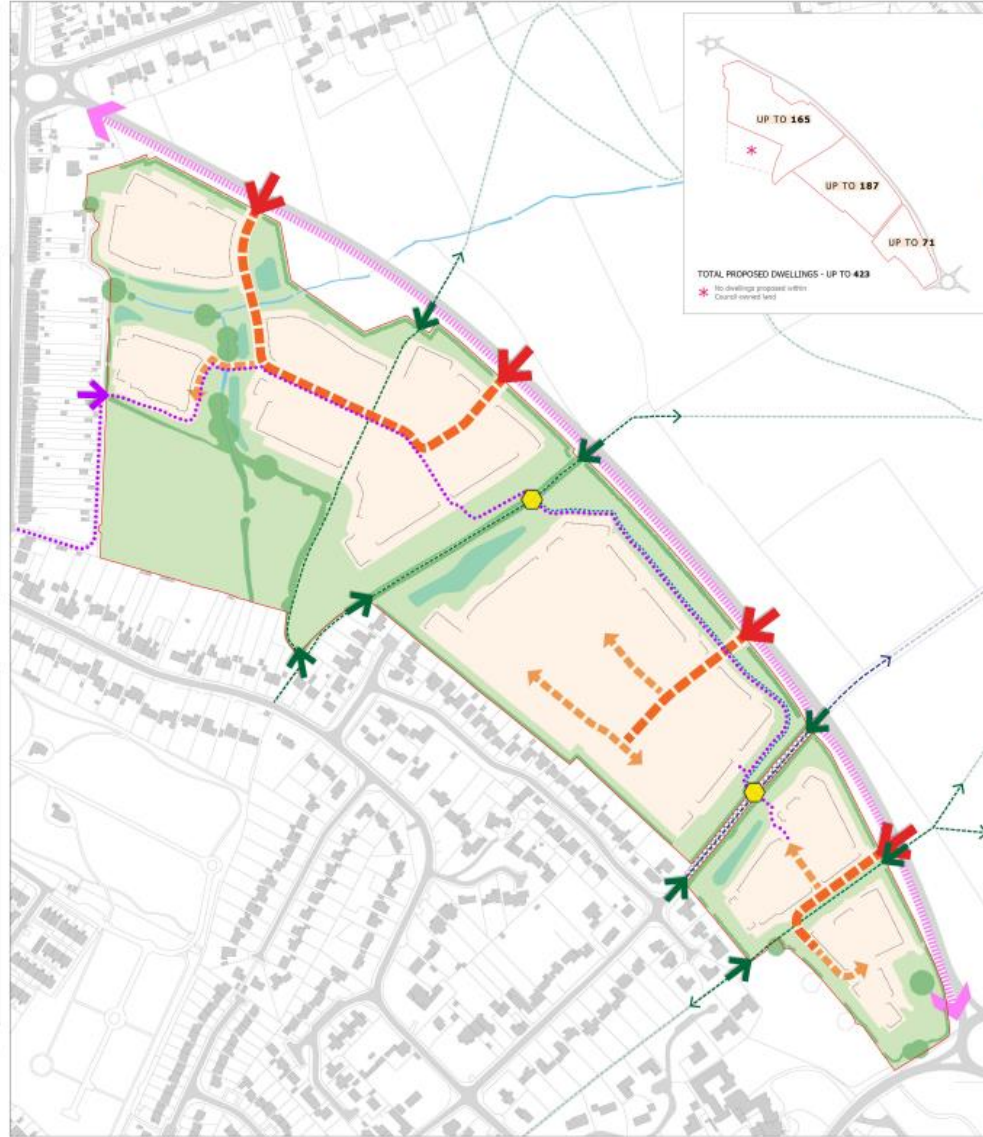 UP TO 165
UP TO 187
UP TO 71
TOTAL PROPOSED DWELLINGS - UP TO 423
No dwellings proposed within
Council owned land